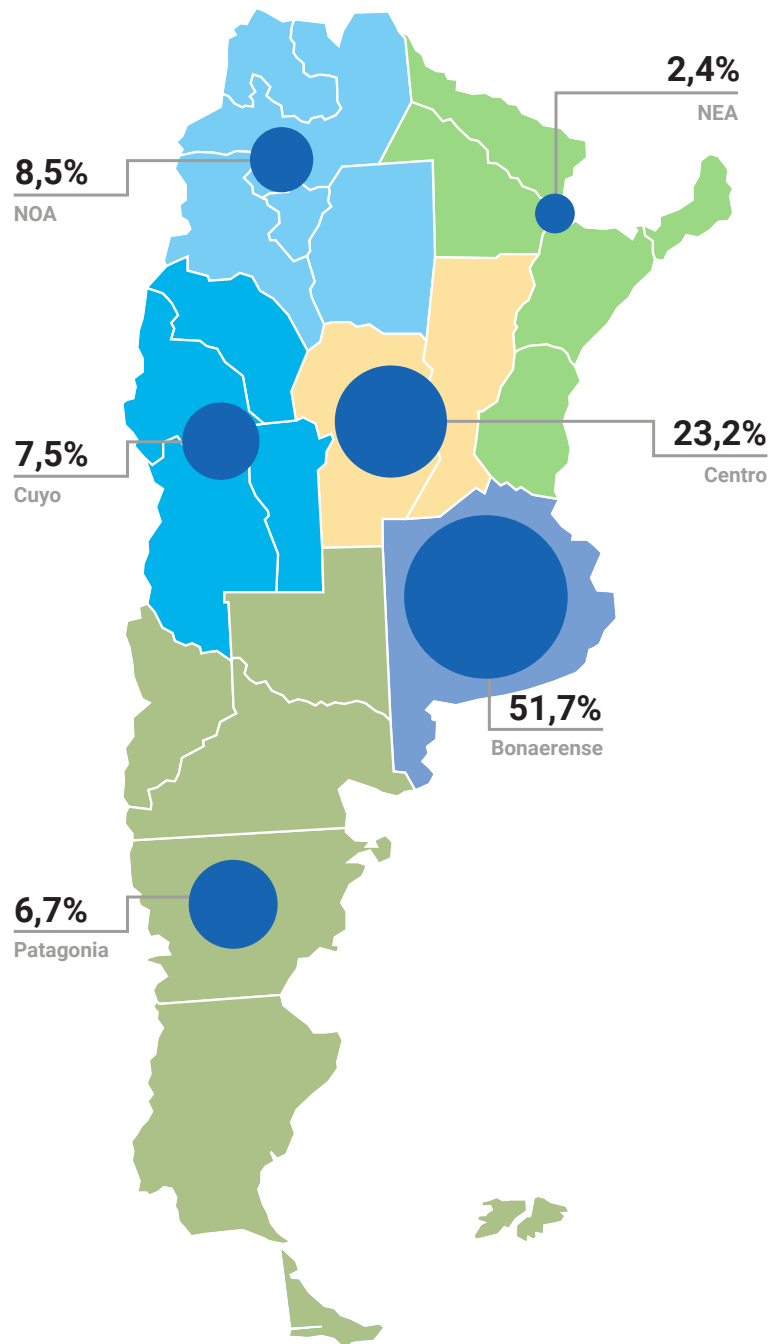 2,4%
NEA
8,5%
NOA
23,2%
Centro
7,5%
Cuyo
51,7%
Bonaerense
6,7%
Patagonia